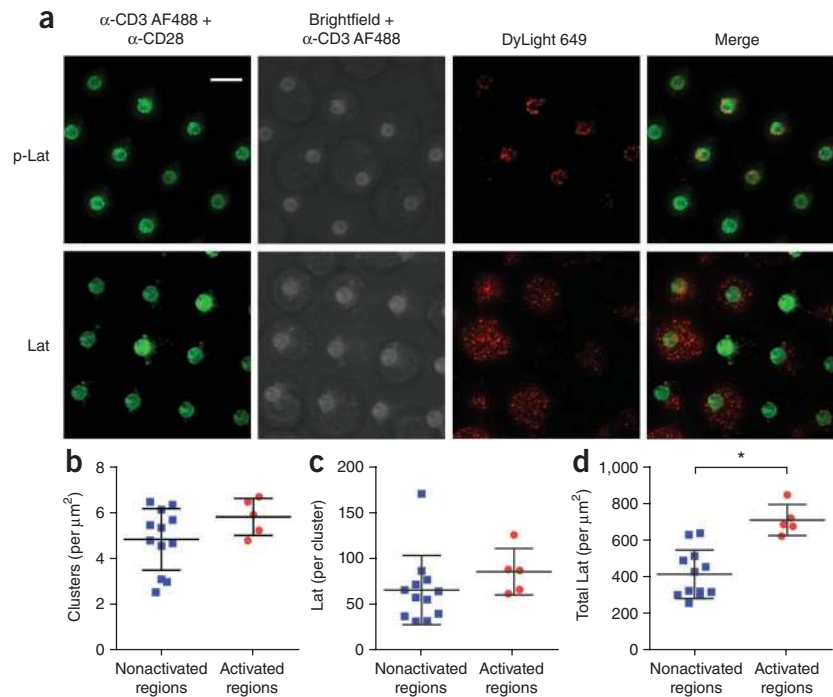 a
α-CD3 AF488 +
α-CD28
Brightfield +
α-CD3 AF488
DyLight 649
Merge
p-Lat
Lat
b
Clusters (per μm²)
8
6
4
2
0
Nonactivated
regions
Activated
regions
c
Lat (per cluster)
200
150
100
50
0
Nonactivated
regions
Activated
regions
d
Total Lat (per μm²)
1,000
800
600
400
200
0
*
Nonactivated
regions
Activated
regions